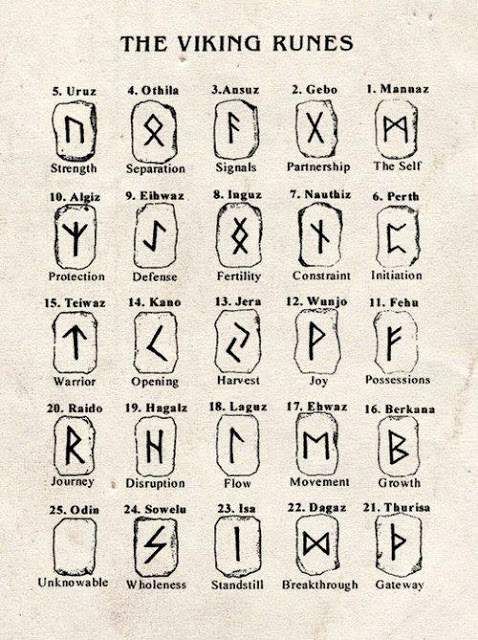 THE VIKING RUNES
5. Uruz 4. Othila 3.Ansuz 2. Gebo 1. Mannaz
ᚢ ᛟ ᚨ ᚷ ᛗ
Strength Separation Signals Partnership The Self
10. Algiz 9. Eihwaz 8. Inguz 7. Nauthiz 6. Perth
ᛉ ᛇ ᛝ ᚾ ᛈ
Protection Defense Fertility Constraint Initiation
15. Teiwaz 14. Kano 13. Jera 12. Wunjo 11. Fehu
ᛏ ᚲ ᛃ ᚹ ᚠ
Warrior Opening Harvest Joy Possessions
20. Raido 19. Hagalz 18. Laguz 17. Ehwaz 16. Berkana
ᚱ ᚺ ᛚ ᛖ ᛒ
Journey Disruption Flow Movement Growth
25. Odin 24. Sowelu 23. Isa 22. Dagaz 21. Thurisa
ᛋ ᛁ ᛞ ᚦ
Unknowable Wholeness Standstill Breakthrough Gateway